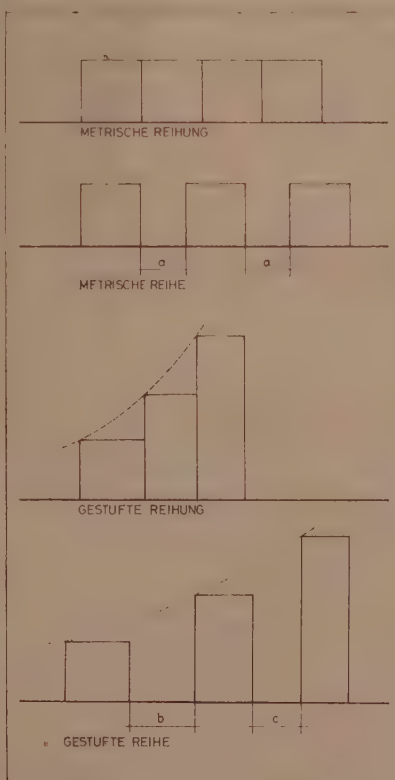 METRISCHE REIHUNG
a a
METRISCHE REIHE
GESTUFTE REIHUNG
b c
GESTUFTE REIHE